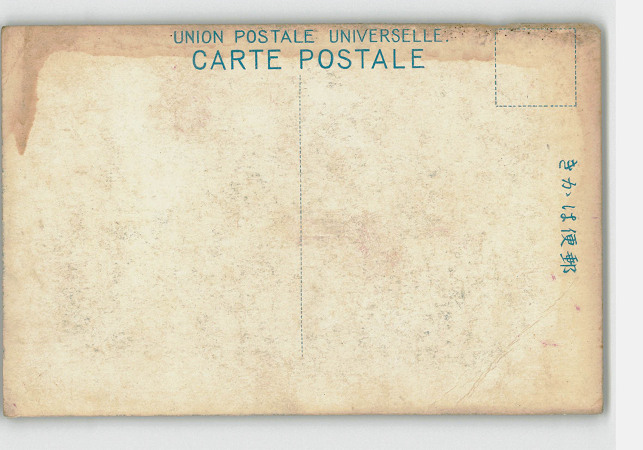 UNION POSTALE UNIVERSELLE.
CARTE POSTALE
郵便はかき